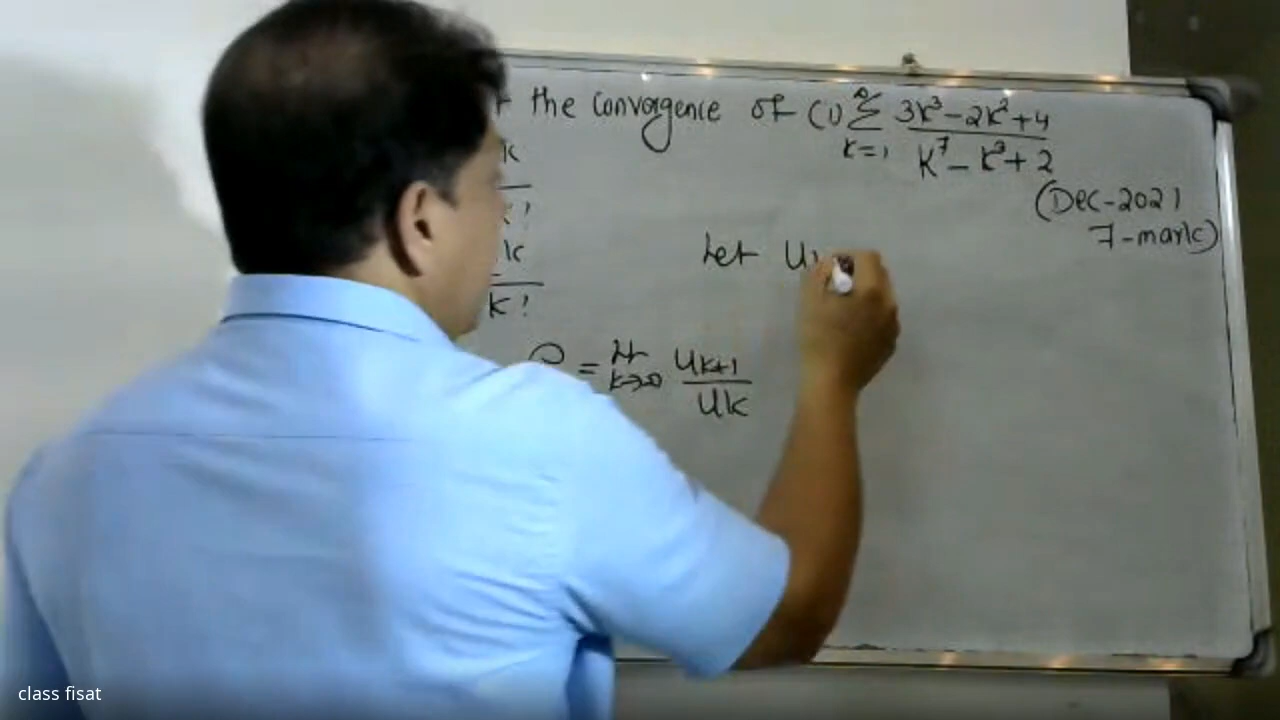 the Convergence of (1) ∞ Σ k=1 3k³-2k²+4 / k⁷-k³+2
(Dec-2021
7-mark)
k
k!
Let U
k
k!
= Lt k→∞ Uk+1 / Uk
class fisat